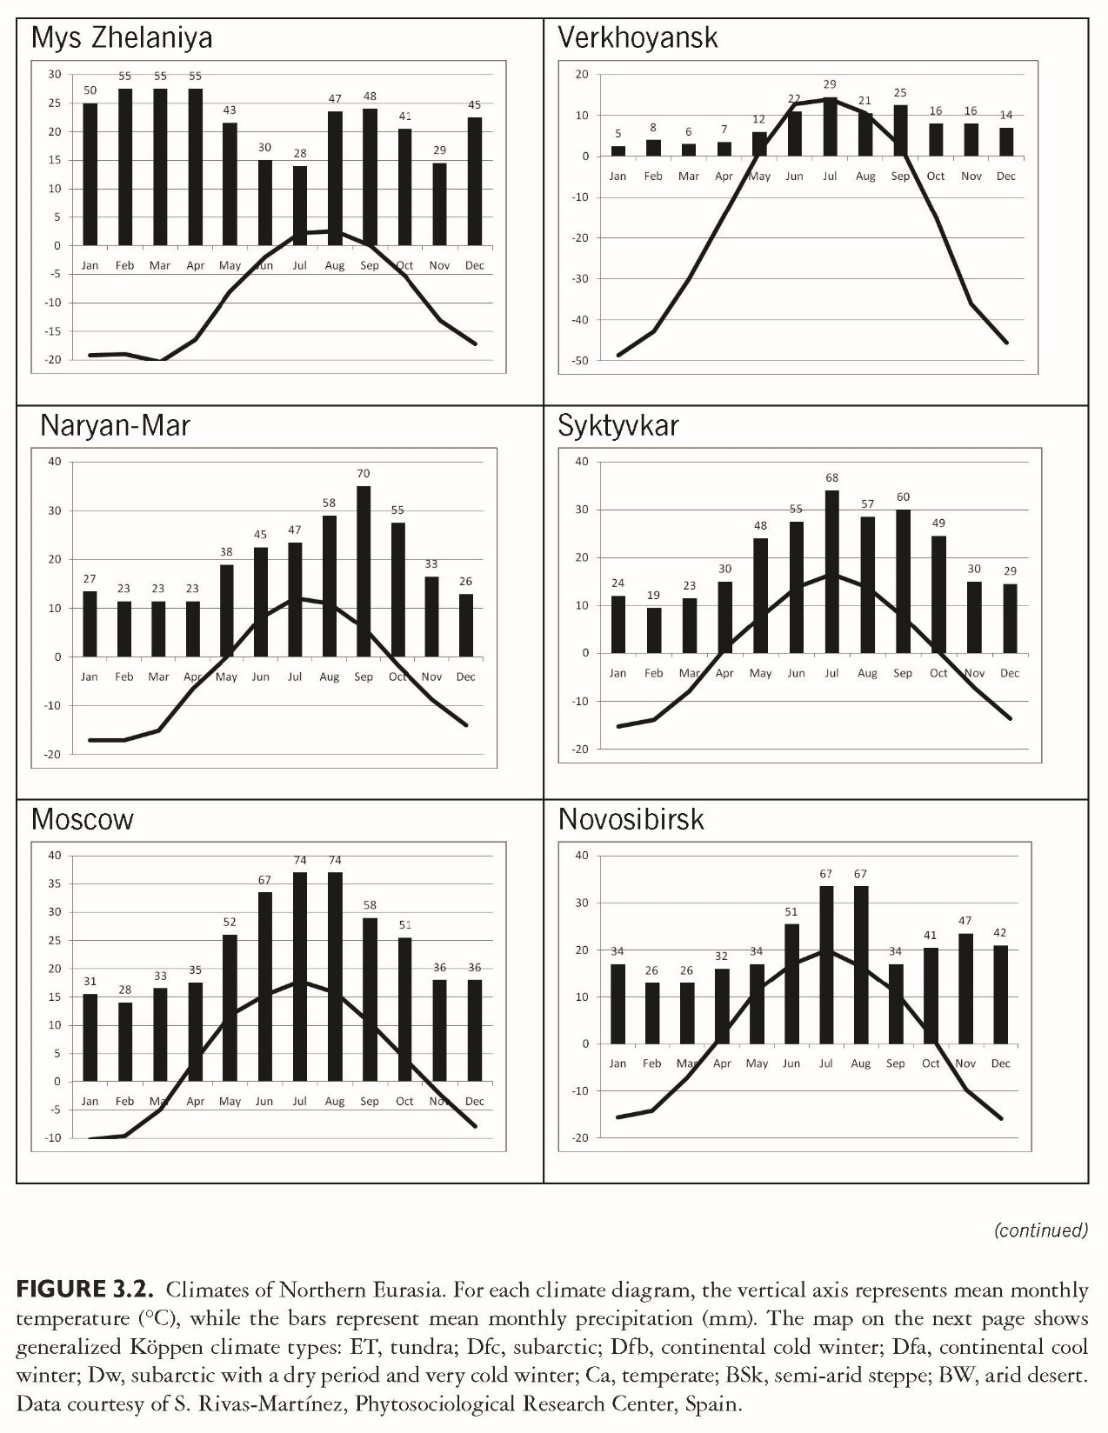 Mys Zhelaniya
30
25
20
15
10
5
0
-5
-10
-15
-20
50 55 55 55 43 30 28 47 48 41 29 45
Jan Feb Mar Apr May Jun Jul Aug Sep Oct Nov Dec
Verkhoyansk
20
10
0
-10
-20
-30
-40
-50
5 8 6 7 12 22 29 21 25 16 16 14
Jan Feb Mar Apr May Jun Jul Aug Sep Oct Nov Dec
Naryan-Mar
40
30
20
10
0
-10
-20
27 23 23 23 38 45 47 58 70 55 33 26
Jan Feb Mar Apr May Jun Jul Aug Sep Oct Nov Dec
Syktyvkar
40
30
20
10
0
-10
-20
24 19 23 30 48 55 68 57 60 49 30 29
Jan Feb Mar Apr May Jun Jul Aug Sep Oct Nov Dec
Moscow
40
35
30
25
20
15
10
5
0
-5
-10
31 28 33 35 52 67 74 74 58 51 36 36
Jan Feb Mar Apr May Jun Jul Aug Sep Oct Nov Dec
Novosibirsk
40
30
20
10
0
-10
-20
34 26 26 32 34 51 67 67 34 41 47 42
Jan Feb Mar Apr May Jun Jul Aug Sep Oct Nov Dec
(continued)
FIGURE 3.2. Climates of Northern Eurasia. For each climate diagram, the vertical axis represents mean monthly
temperature (°C), while the bars represent mean monthly precipitation (mm). The map on the next page shows
generalized Köppen climate types: ET, tundra; Dfc, subarctic; Dfb, continental cold winter; Dfa, continental cool
winter; Dw, subarctic with a dry period and very cold winter; Ca, temperate; BSk, semi-arid steppe; BW, arid desert.
Data courtesy of S. Rivas-Martínez, Phytosociological Research Center, Spain.